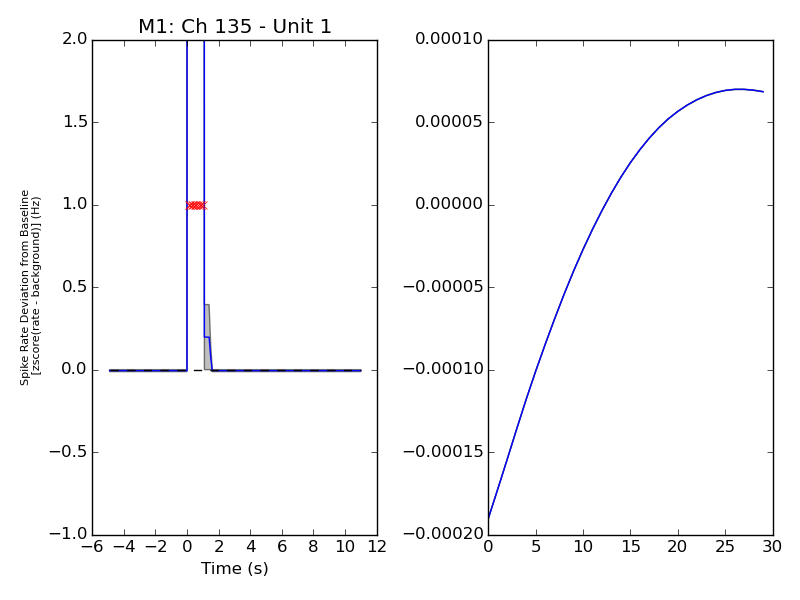 M1: Ch 135 - Unit 1
Spike Rate Deviation from Baseline
[zscore(rate - background)] (Hz)
2.0
1.5
1.0
0.5
0.0
−0.5
−1.0
−6 −4 −2 0 2 4 6 8 10 12
Time (s)
0.00010
0.00005
0.00000
−0.00005
−0.00010
−0.00015
−0.00020
0 5 10 15 20 25 30